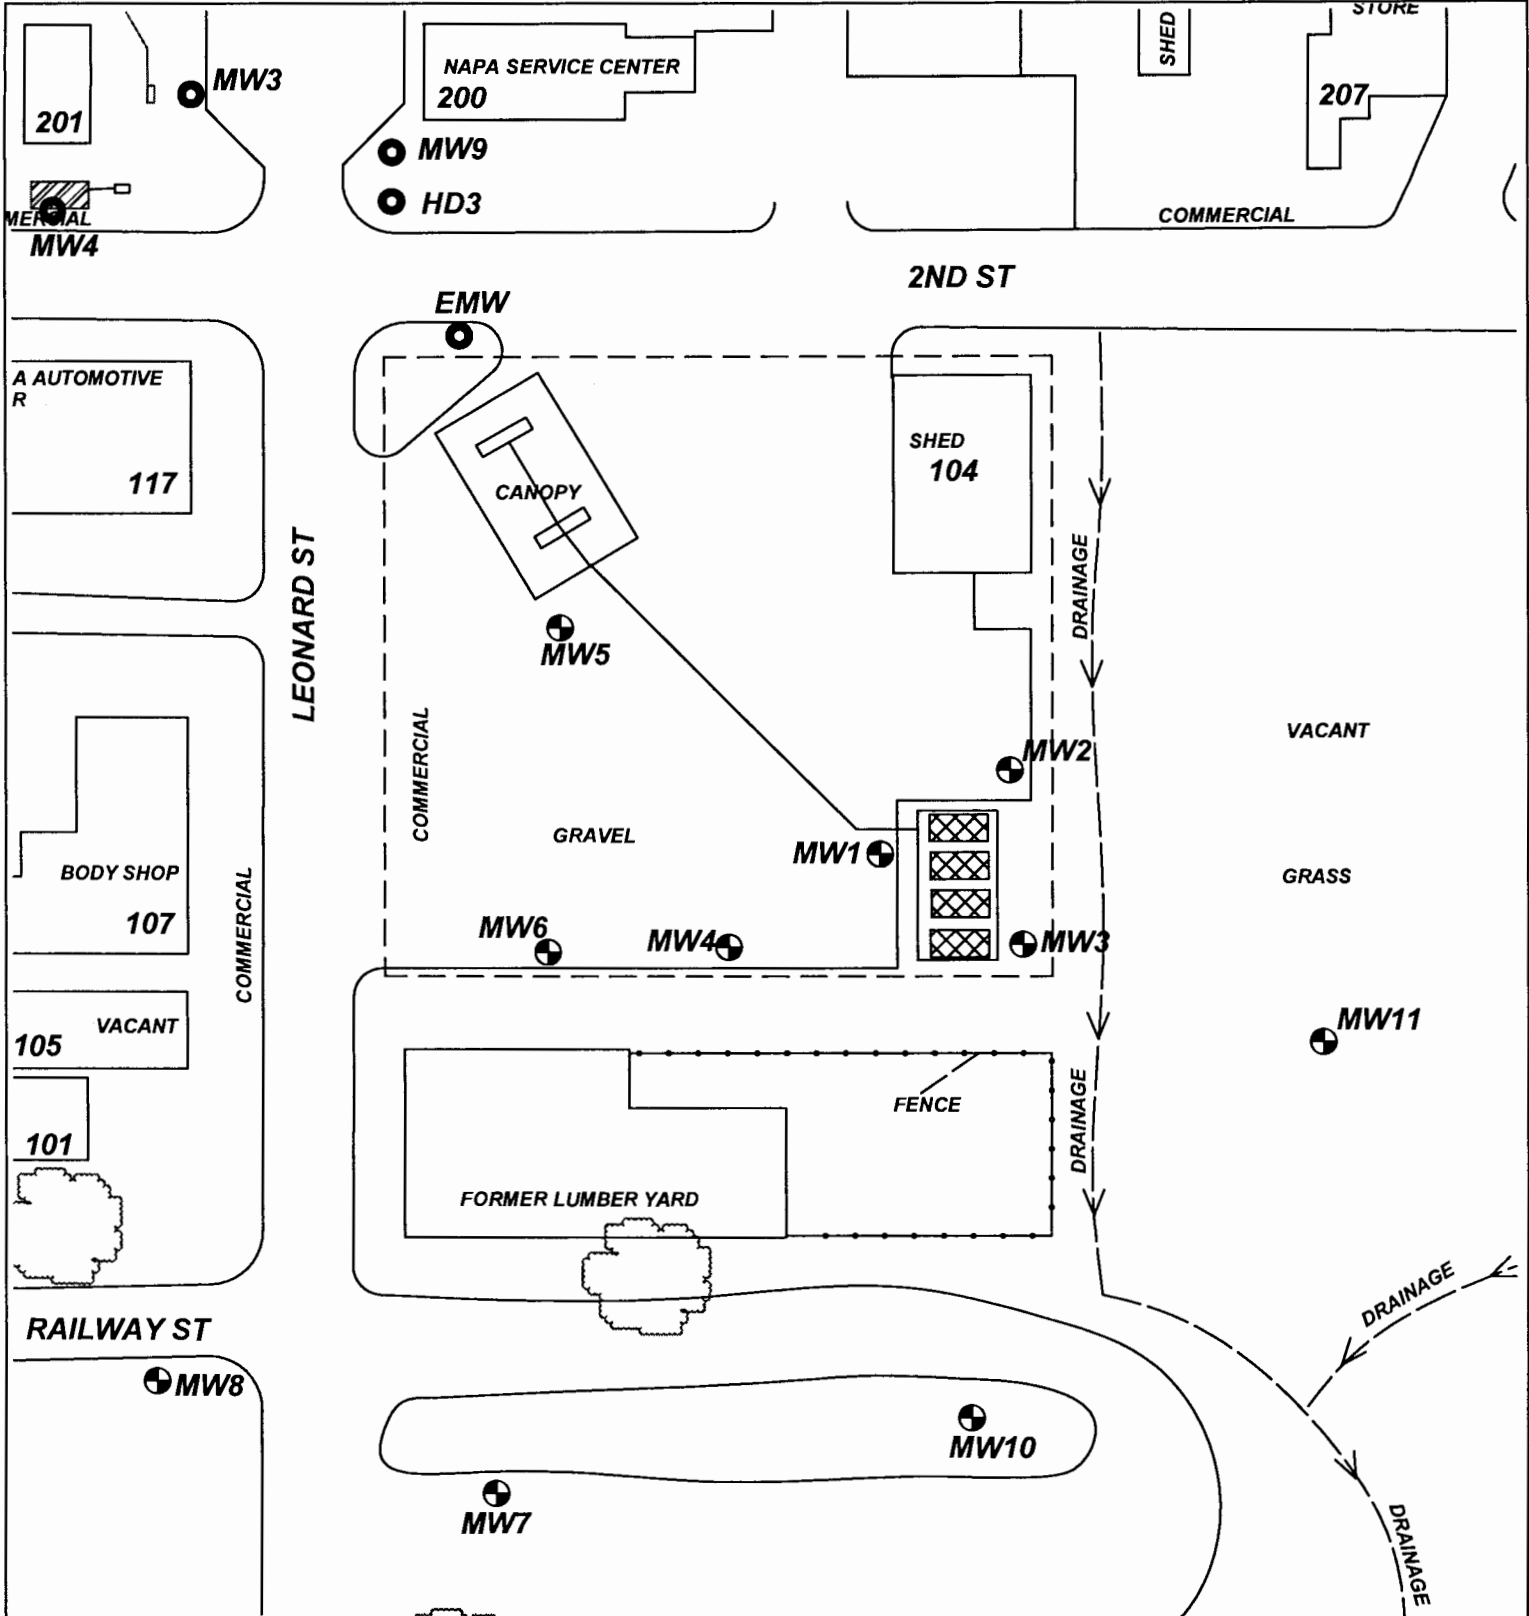 STORE
SHED
MW3
NAPA SERVICE CENTER
200
207
201
MW9
HD3
MERCIAL
MW4
COMMERCIAL
2ND ST
EMW
A AUTOMOTIVE
R
117
SHED
104
CANOPY
LEONARD ST
DRAINAGE
MW5
COMMERCIAL
VACANT
MW2
GRAVEL
MW1
BODY SHOP
107
COMMERCIAL
GRASS
MW6
MW4
MW3
MW11
VACANT
105
FENCE
DRAINAGE
101
FORMER LUMBER YARD
DRAINAGE
RAILWAY ST
MW8
MW10
MW7
DRAINAGE